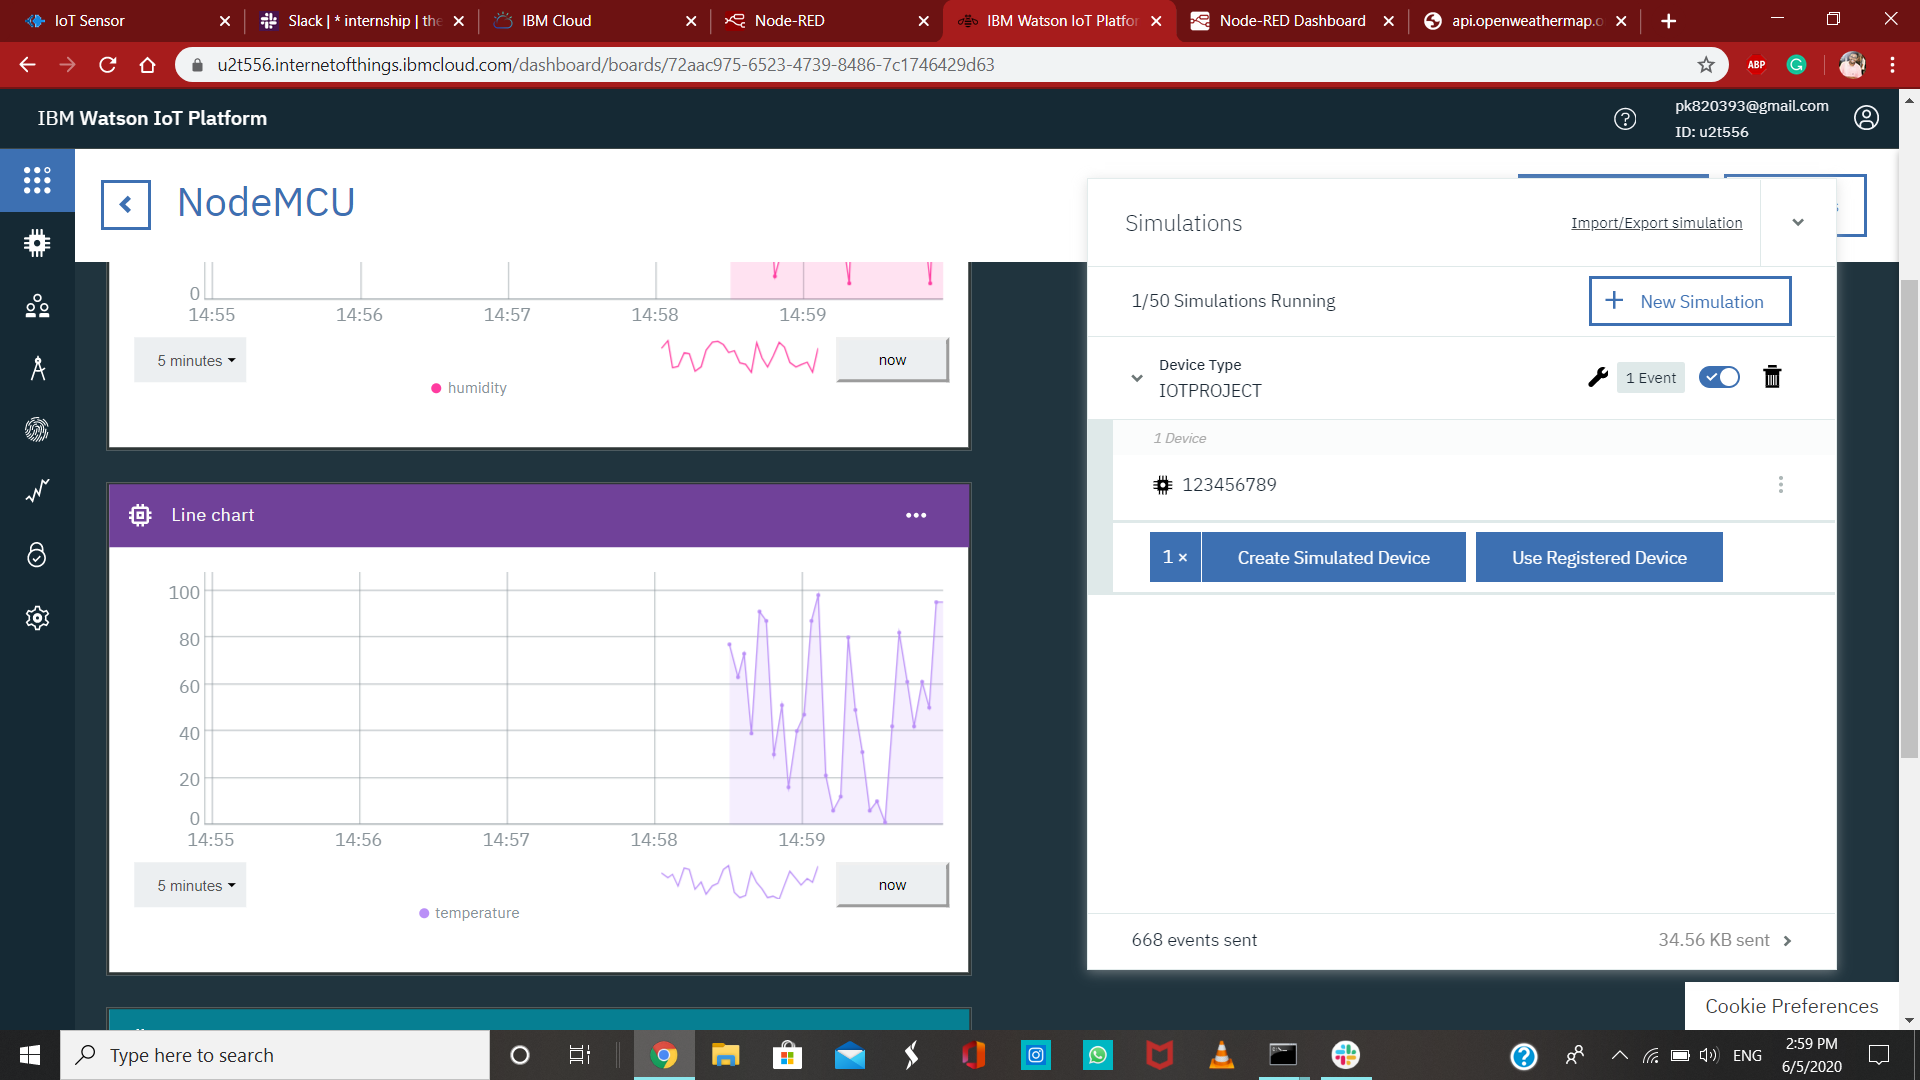 IoT Sensor
Slack | * internship | the
IBM Cloud
Node-RED
IBM Watson IoT Platfor
Node-RED Dashboard
api.openweathermap.o
u2t556.internetofthings.ibmcloud.com/dashboard/boards/72aac975-6523-4739-8486-7c1746429d63
ABP
IBM Watson IoT Platform
pk820393@gmail.com
ID: u2t556
NodeMCU
0
14:55 14:56 14:57 14:58 14:59
5 minutes
now
humidity
Line chart
100
80
60
40
20
0
14:55 14:56 14:57 14:58 14:59
5 minutes
now
temperature
Simulations
Import/Export simulation
1/50 Simulations Running
+ New Simulation
Device Type
IOTPROJECT
1 Event
1 Device
123456789
1 ×
Create Simulated Device
Use Registered Device
668 events sent
34.56 KB sent
Cookie Preferences
Type here to search
ENG
2:59 PM
6/5/2020